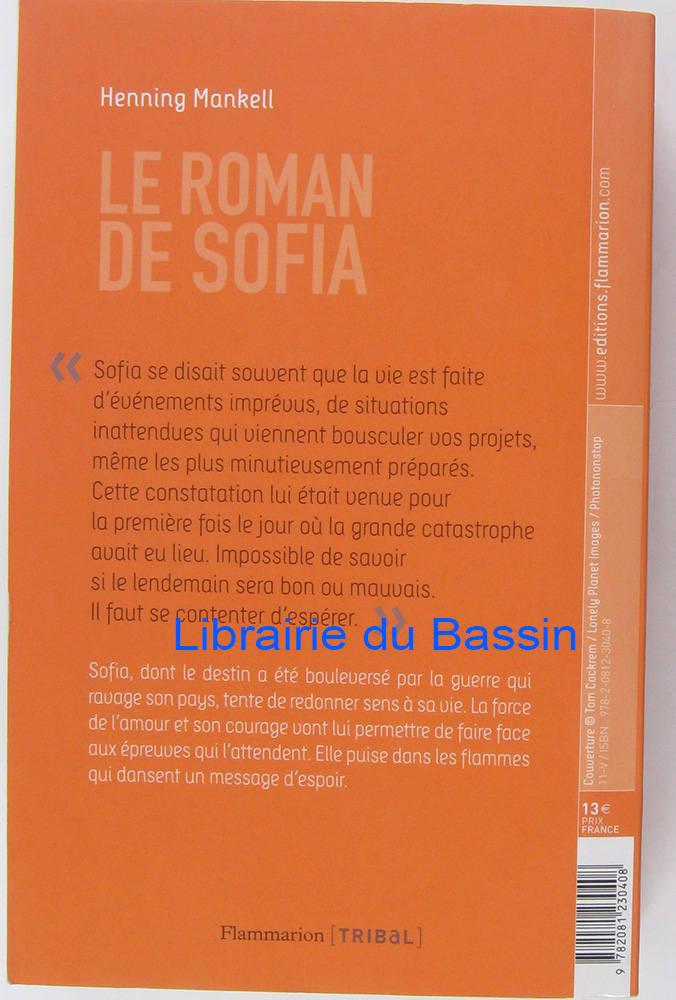 Henning Mankell
LE ROMAN
DE SOFIA
« Sofia se disait souvent que la vie est faite
d'événements imprévus, de situations
inattendues qui viennent bousculer vos projets,
même les plus minutieusement préparés.
Cette constatation lui était venue pour
la première fois le jour où la grande catastrophe
avait eu lieu. Impossible de savoir
si le lendemain sera bon ou mauvais.
Il faut se contenter d'espérer. »
Librairie du Bassin
Sofia, dont le destin a été bouleversé par la guerre qui
ravage son pays, tente de redonner sens à sa vie. La force
de l'amour et son courage vont lui permettre de faire face
aux épreuves qui l'attendent. Elle puise dans les flammes
qui dansent un message d'espoir.
Flammarion [TRIBaL]
www.editions.flammarion.com
Couverture © Tom Cockrem / Lonely Planet Images / Photononstop
11-V / ISBN : 978-2-0812-3040-8
13€
PRIX
FRANCE
9 782081 230408